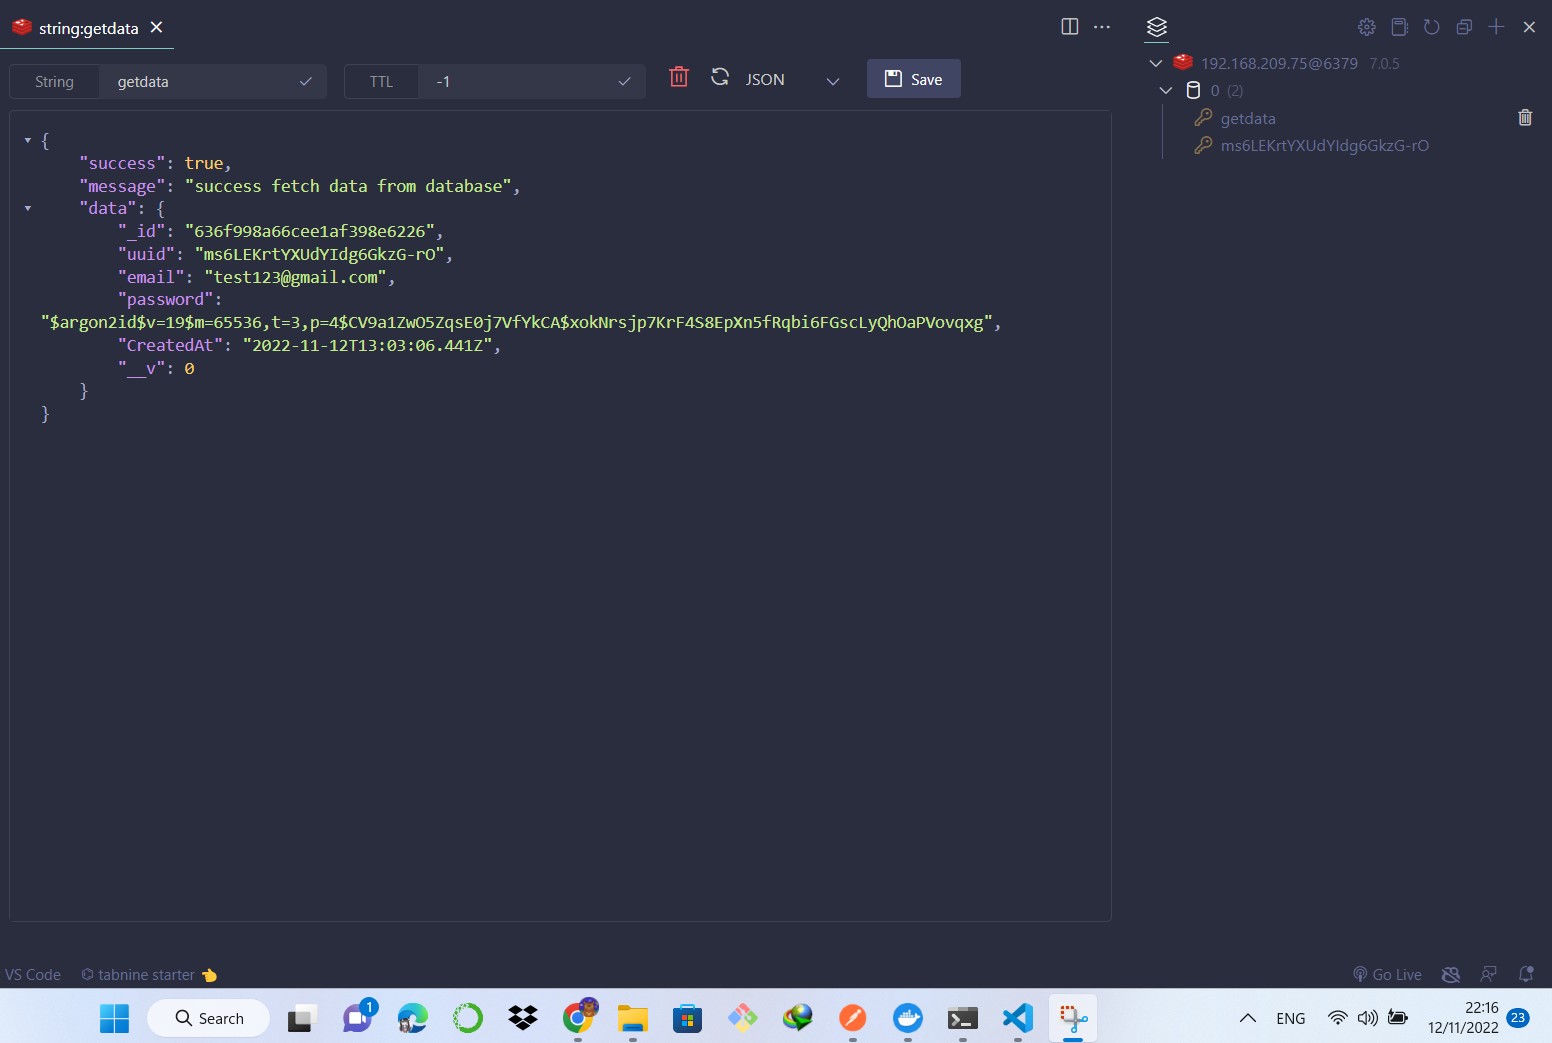 string:getdata
String getdata TTL -1 JSON Save
{
"success": true,
"message": "success fetch data from database",
"data": {
"_id": "636f998a66cee1af398e6226",
"uuid": "ms6LEKrtYXUdYIdg6GkzG-rO",
"email": "test123@gmail.com",
"password":
"$argon2id$v=19$m=65536,t=3,p=4$CV9a1ZwO5ZqsE0j7VfYkCA$xokNrsjp7KrF4S8EpXn5fRqbi6FGscLyQhOaPVovqxg",
"CreatedAt": "2022-11-12T13:03:06.441Z",
"__v": 0
}
}
192.168.209.75@6379 7.0.5
0 (2)
getdata
ms6LEKrtYXUdYIdg6GkzG-rO
VS Code tabnine starter Go Live
Search 1 ENG 22:16 23
12/11/2022